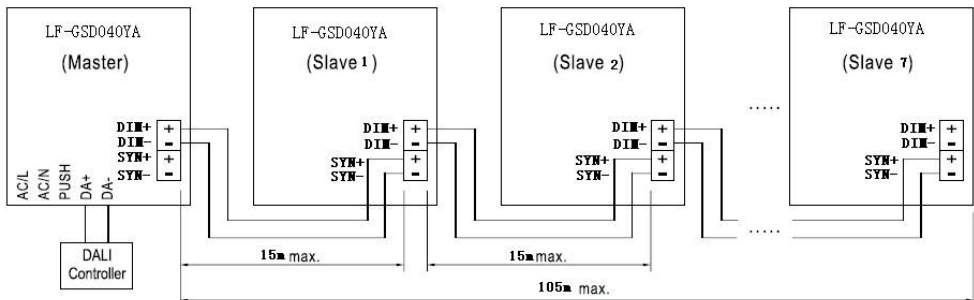 LF-GSD040YA
(Master)
DIM+
DIM-
SYN+
SYN-
+
-
+
-
AC/L
AC/N
PUSH
DA+
DA-
DALI
Controller
LF-GSD040YA
(Slave 1)
DIM+
DIM-
SYN+
SYN-
+
-
+
-
LF-GSD040YA
(Slave 2)
DIM+
DIM-
SYN+
SYN-
+
-
+
-
.....
.....
LF-GSD040YA
(Slave 7)
DIM+
DIM-
SYN+
SYN-
+
-
+
-
15m max.
15m max.
105m max.